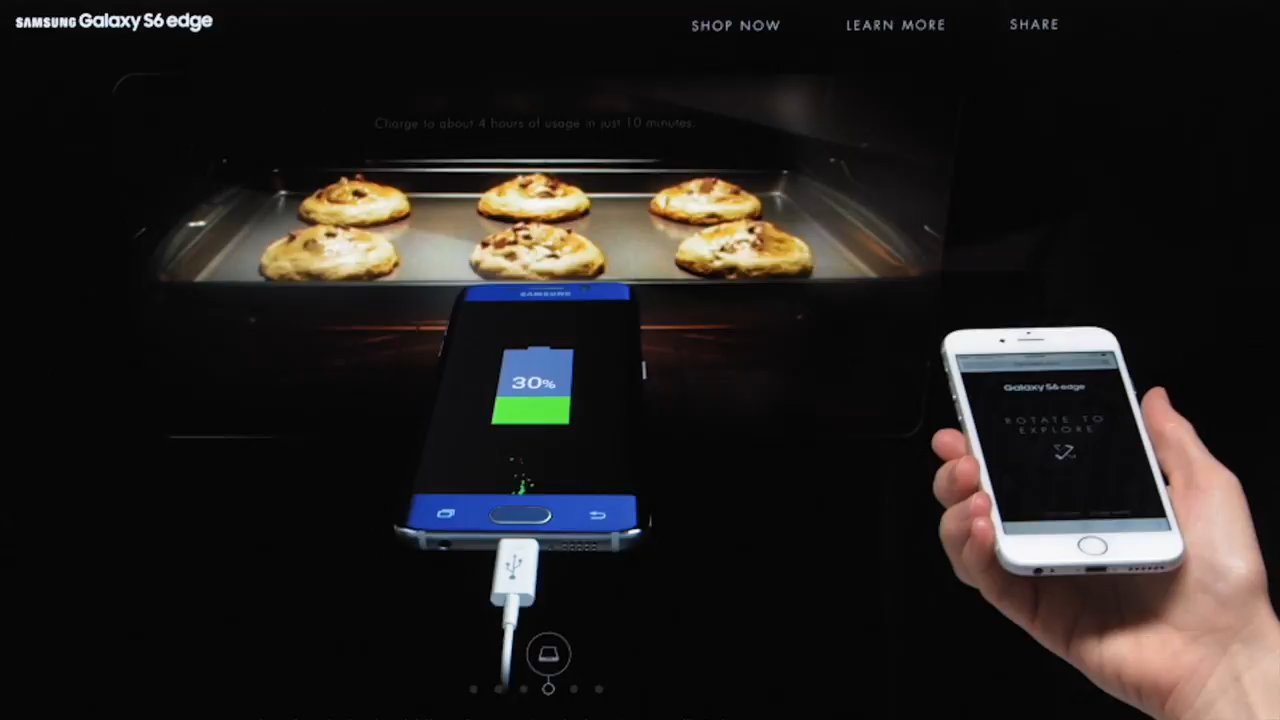 SAMSUNG Galaxy S6 edge
SHOP NOW
LEARN MORE
SHARE
Charge to about 4 hours of usage in just 10 minutes.
SAMSUNG
30%
Galaxy S6 edge
ROTATE TO
EXPLORE